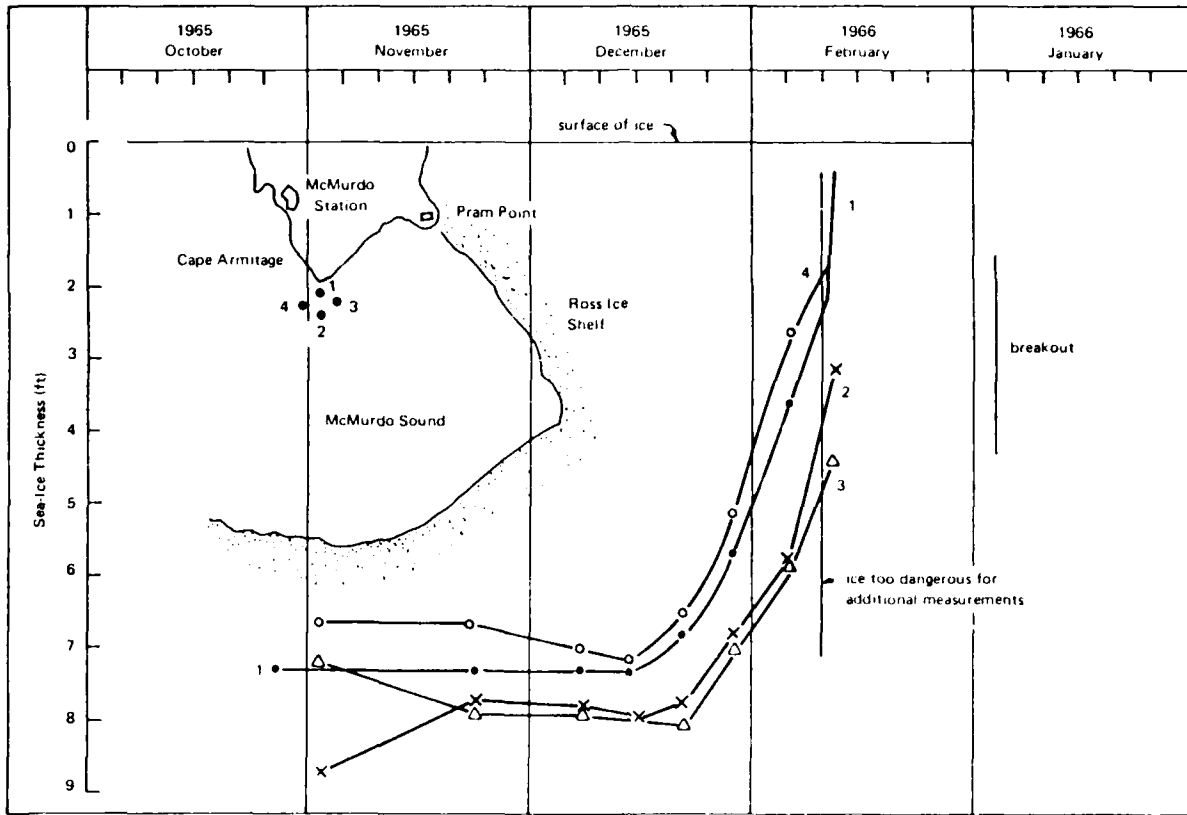 1965
October
1965
November
1965
December
1966
February
1966
January
surface of ice
0
1
2
3
4
5
6
7
8
9
Sea-Ice Thickness (ft)
McMurdo
Station
Pram Point
Cape Armitage
1
4
3
2
Ross Ice
Shelf
McMurdo Sound
1
4
2
3
breakout
ice too dangerous for
additional measurements
1